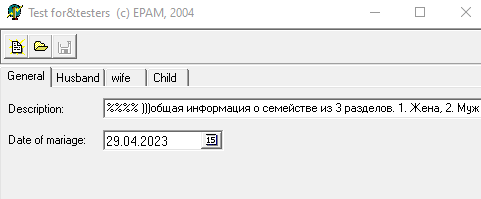 Test for&testers (c) EPAM, 2004
General Husband wife Child
Description: %%%% )))общая информация о семействе из 3 разделов. 1. Жена, 2. Муж
Date of mariage: 29.04.2023 15